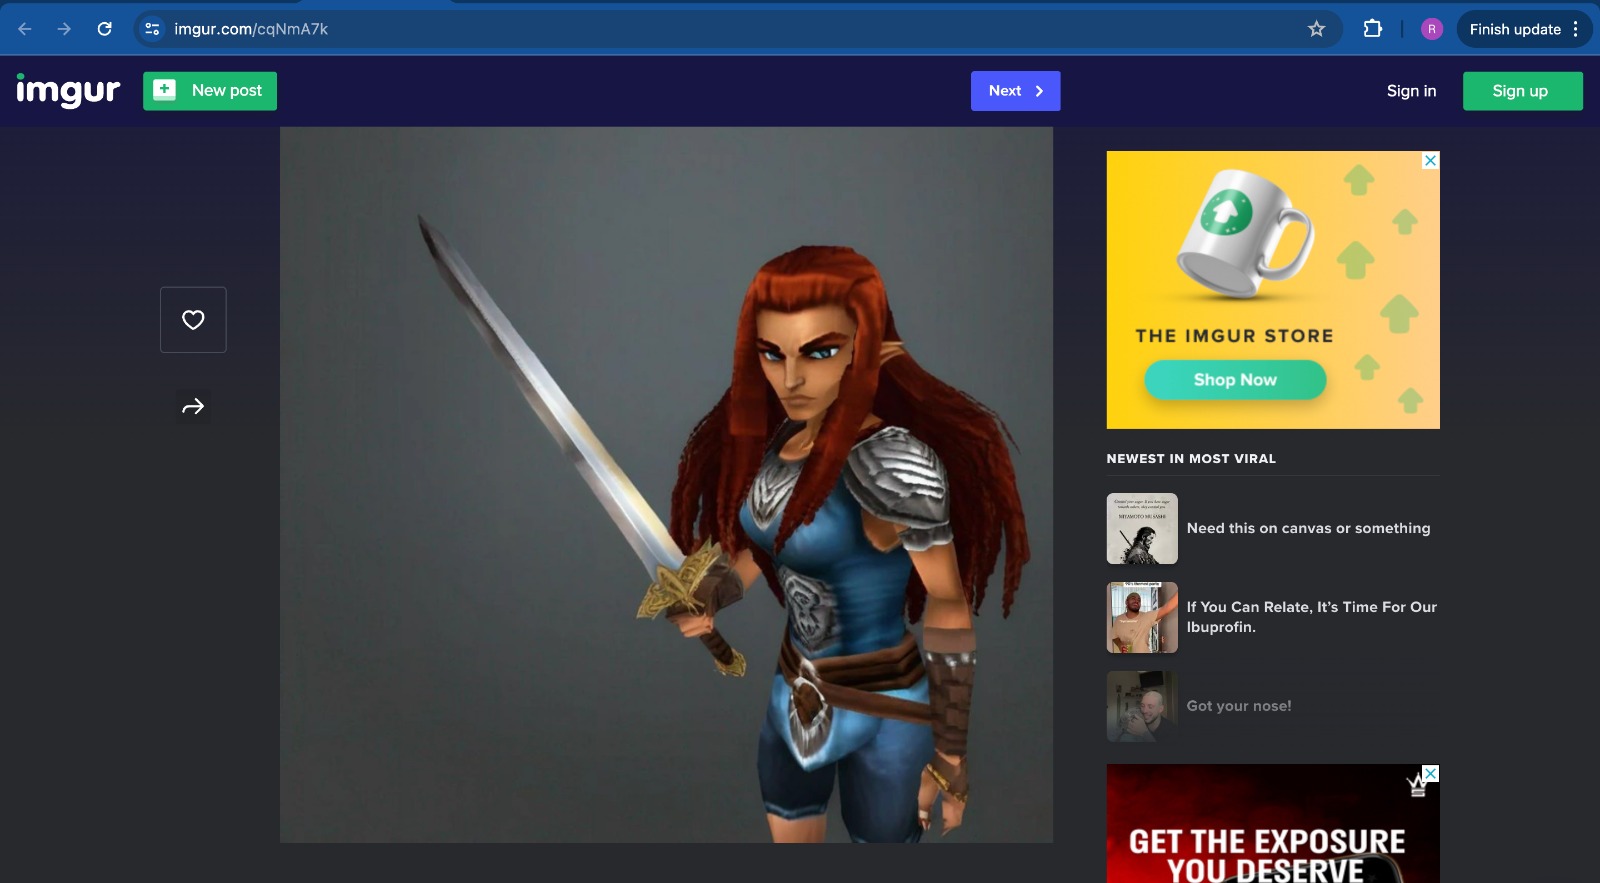 imgur.com/cqNmA7k
R
Finish update
imgur
New post
Next
Sign in
Sign up
THE IMGUR STORE
Shop Now
NEWEST IN MOST VIRAL
MIYAMOTO MUSASHI
Need this on canvas or something
If You Can Relate, It's Time For Our
Ibuprofin.
Got your nose!
GET THE EXPOSURE
YOU DESERVE